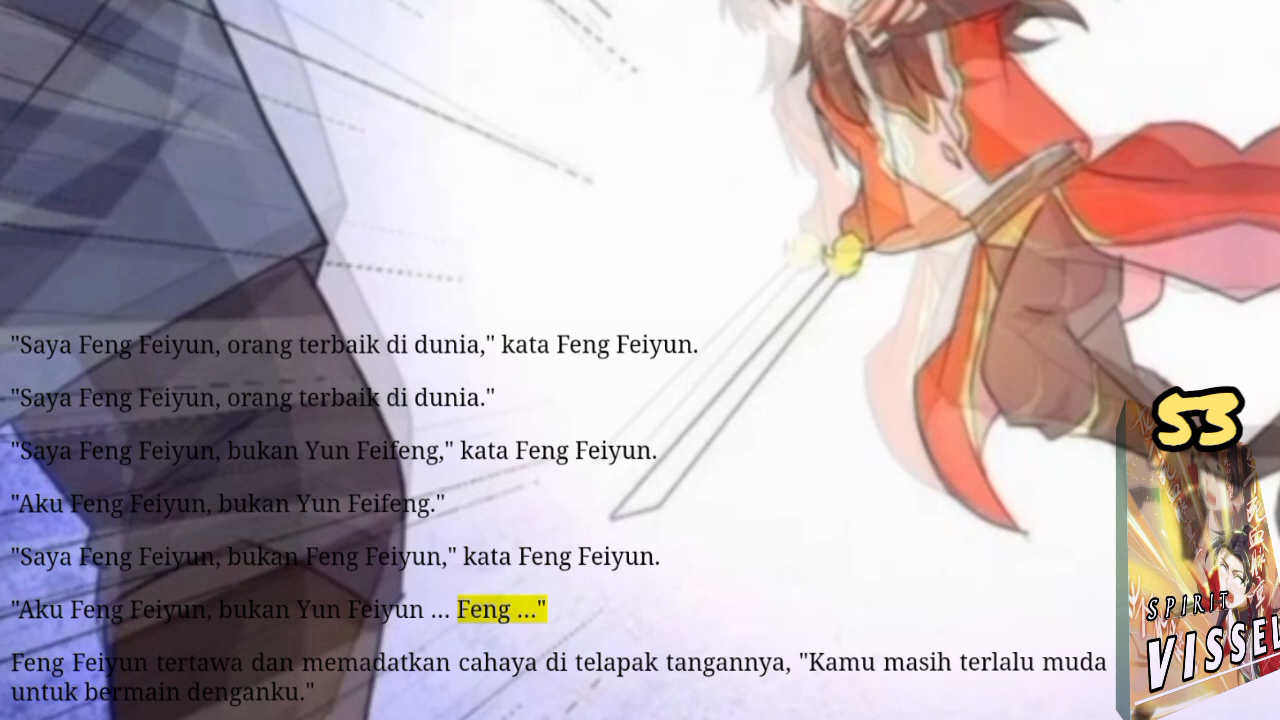 "Saya Feng Feiyun, orang terbaik di dunia," kata Feng Feiyun.
"Saya Feng Feiyun, orang terbaik di dunia."
"Saya Feng Feiyun, bukan Yun Feifeng," kata Feng Feiyun.
"Aku Feng Feiyun, bukan Yun Feifeng."
"Saya Feng Feiyun, bukan Feng Feiyun," kata Feng Feiyun.
"Aku Feng Feiyun, bukan Yun Feiyun ... Feng ..."
Feng Feiyun tertawa dan memadatkan cahaya di telapak tangannya, "Kamu masih terlalu muda
untuk bermain denganku."
53
SPIRIT
VISSEL